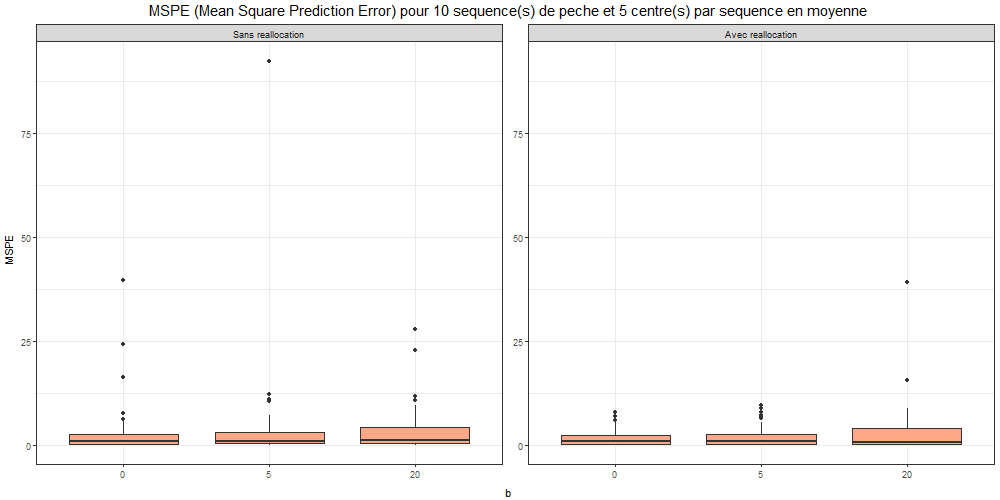 MSPE (Mean Square Prediction Error) pour 10 sequence(s) de peche et 5 centre(s) par sequence en moyenne
Sans reallocation
Avec reallocation
MSPE
75
50
25
0
75
50
25
0
0
5
20
0
5
20
b